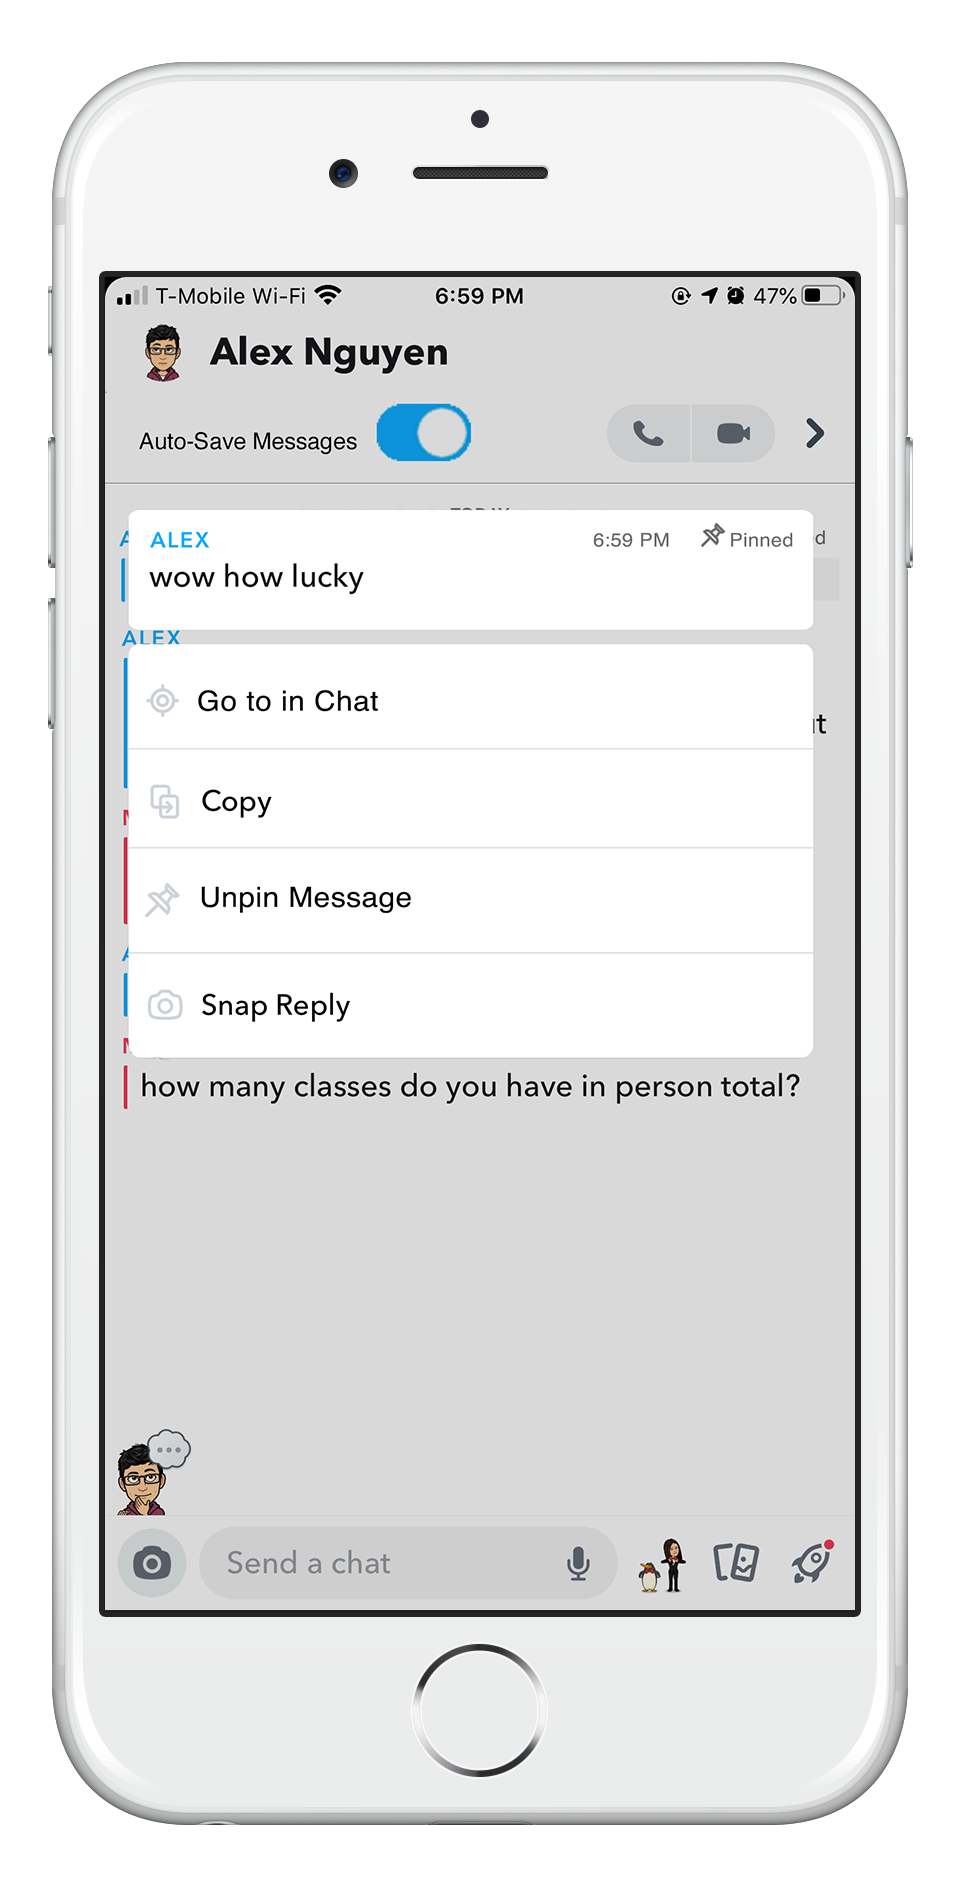 T-Mobile Wi-Fi 6:59 PM 47%
Alex Nguyen
Auto-Save Messages
TODAY
ALEX 6:59 PM Pinned
wow how lucky
ALEX
Go to in Chat
Copy
Unpin Message
Snap Reply
how many classes do you have in person total?
Send a chat